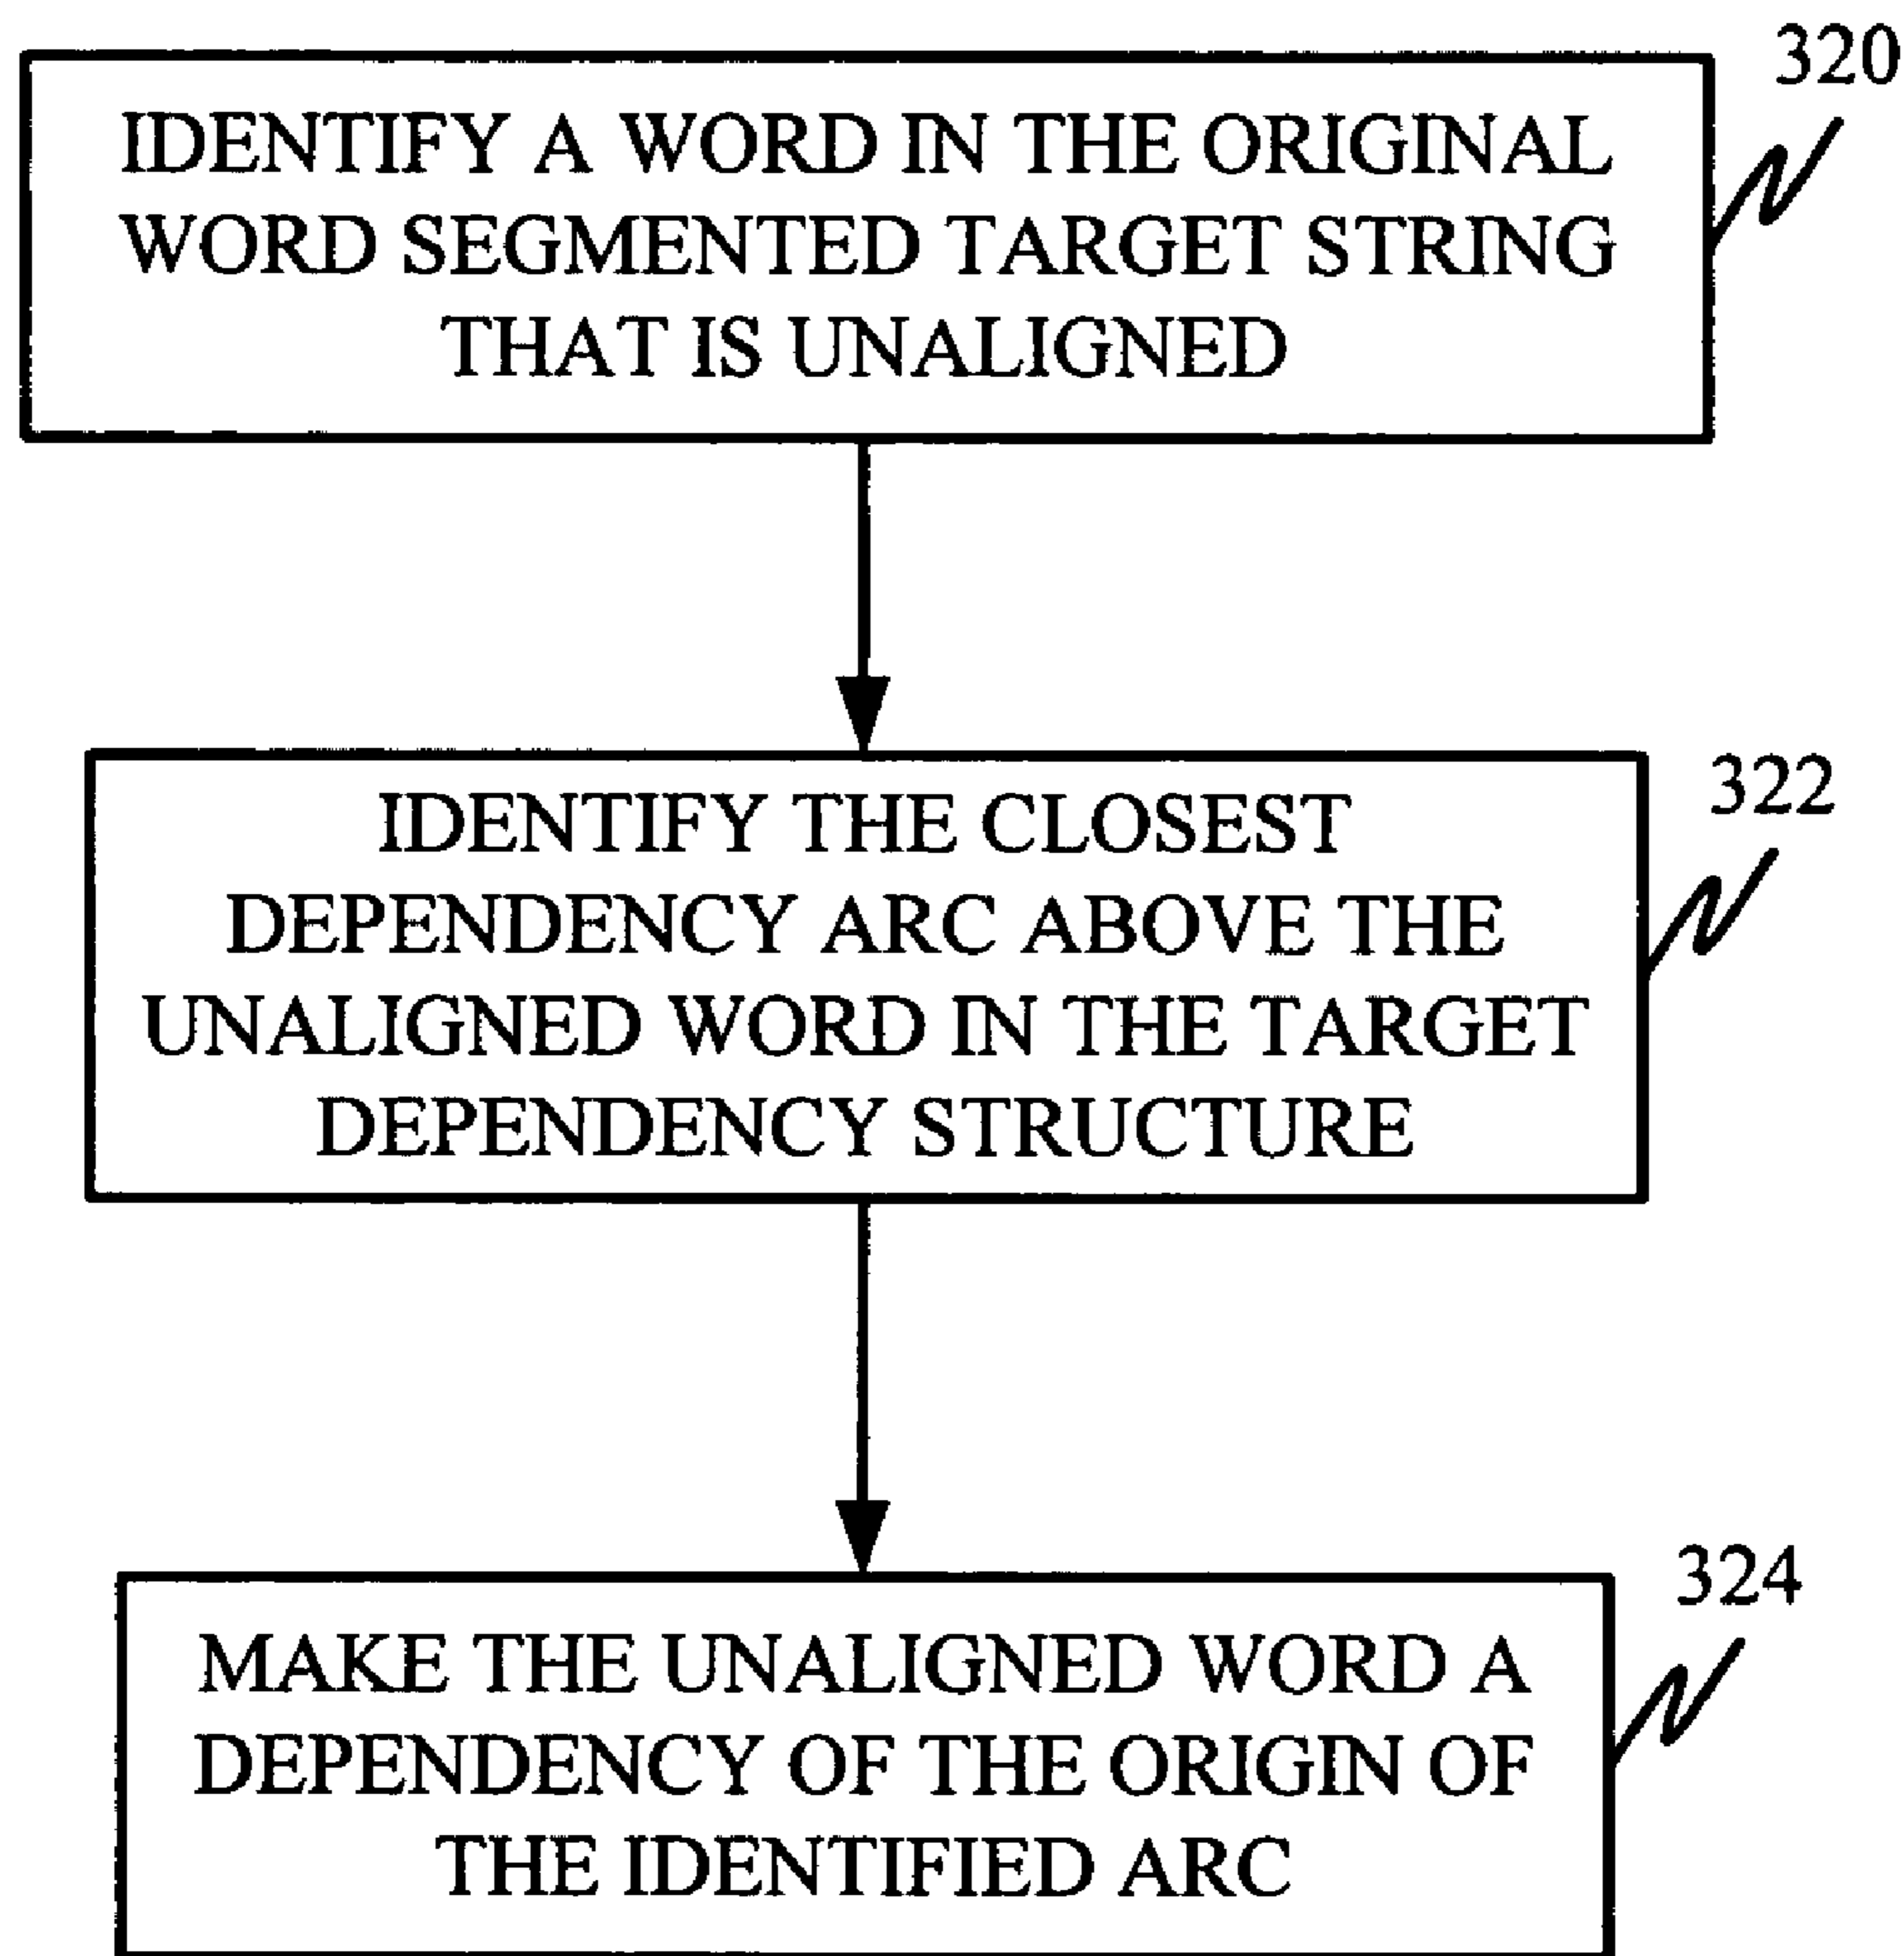 320
IDENTIFY A WORD IN THE ORIGINAL
WORD SEGMENTED TARGET STRING
THAT IS UNALIGNED
322
IDENTIFY THE CLOSEST
DEPENDENCY ARC ABOVE THE
UNALIGNED WORD IN THE TARGET
DEPENDENCY STRUCTURE
324
MAKE THE UNALIGNED WORD A
DEPENDENCY OF THE ORIGIN OF
THE IDENTIFIED ARC